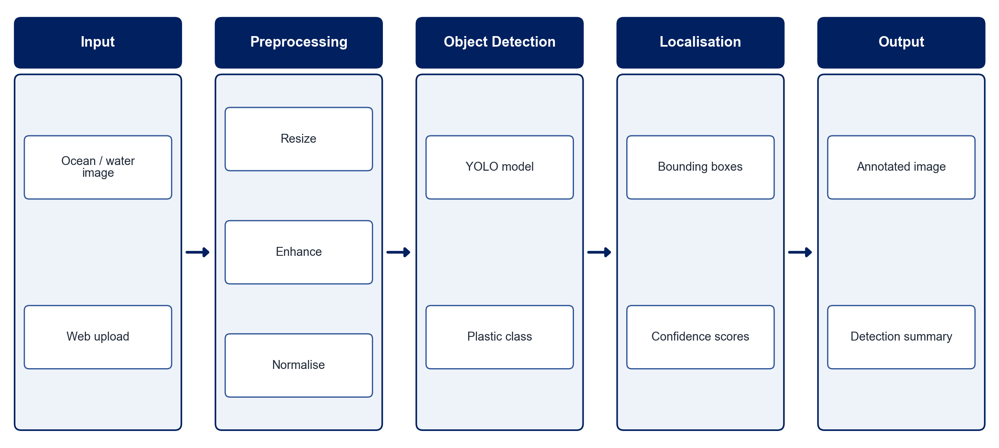 Input
Ocean / water
image
Web upload
Preprocessing
Resize
Enhance
Normalise
Object Detection
YOLO model
Plastic class
Localisation
Bounding boxes
Confidence scores
Output
Annotated image
Detection summary